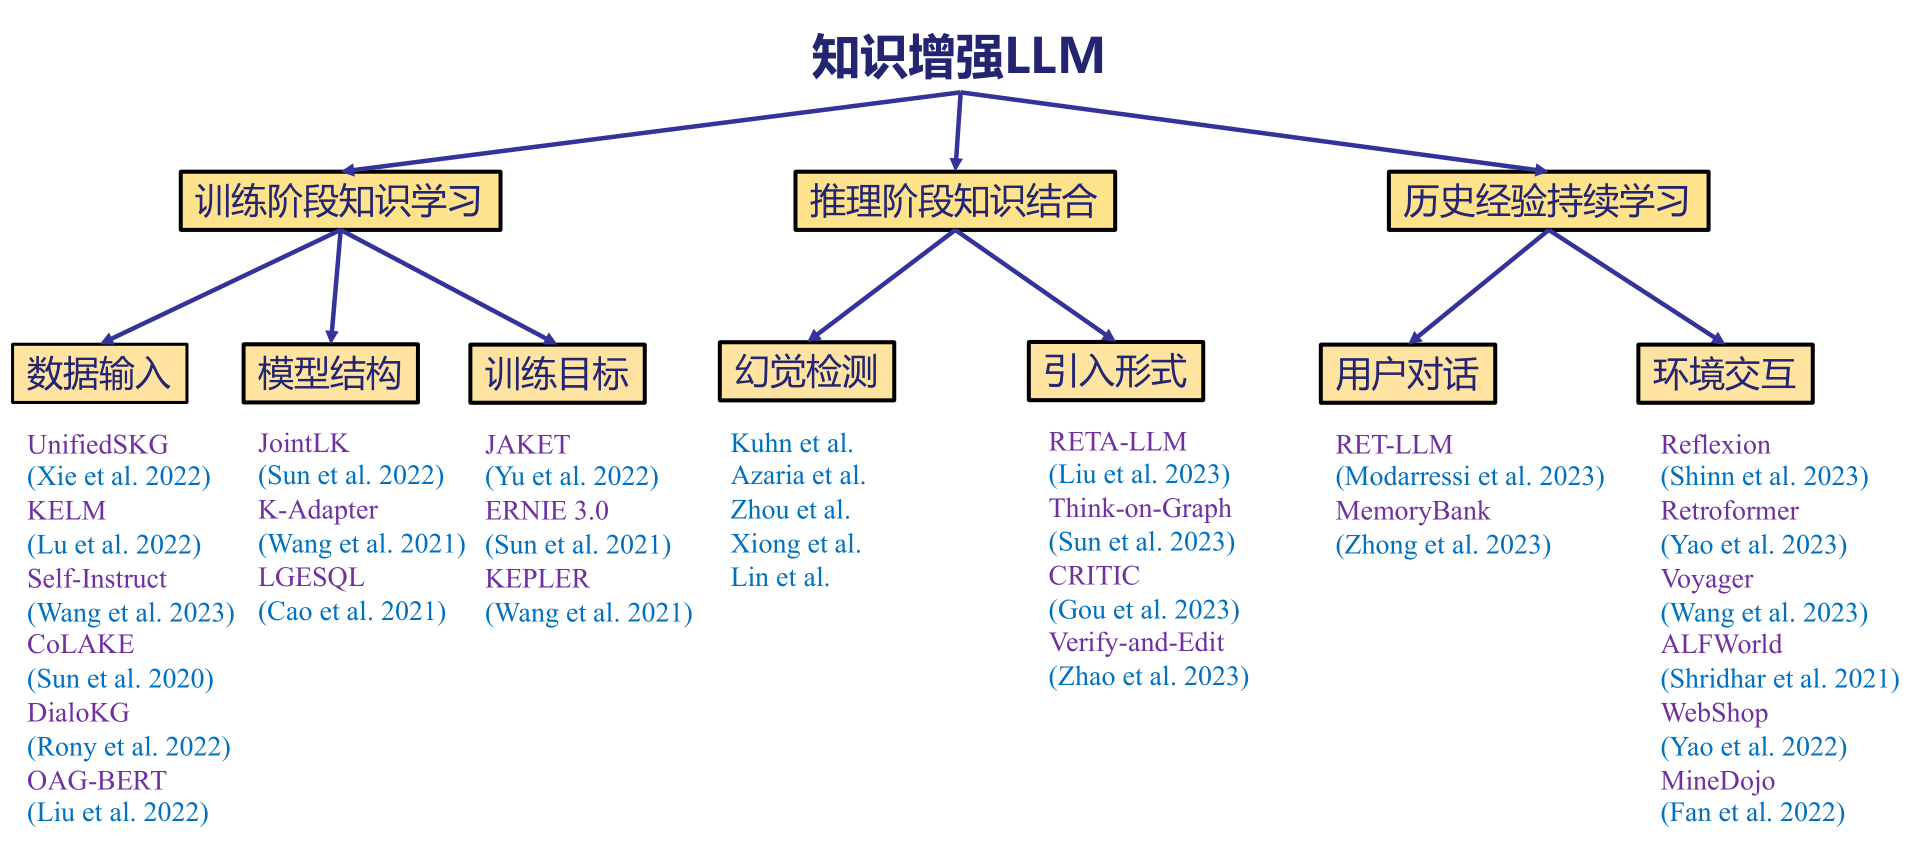 知识增强LLM
训练阶段知识学习
推理阶段知识结合
历史经验持续学习
数据输入
模型结构
训练目标
幻觉检测
引入形式
用户对话
环境交互
UnifiedSKG
(Xie et al. 2022)
KELM
(Lu et al. 2022)
Self-Instruct
(Wang et al. 2023)
CoLAKE
(Sun et al. 2020)
DialoKG
(Rony et al. 2022)
OAG-BERT
(Liu et al. 2022)
JointLK
(Sun et al. 2022)
K-Adapter
(Wang et al. 2021)
LGESQL
(Cao et al. 2021)
JAKET
(Yu et al. 2022)
ERNIE 3.0
(Sun et al. 2021)
KEPLER
(Wang et al. 2021)
Kuhn et al.
Azaria et al.
Zhou et al.
Xiong et al.
Lin et al.
RETA-LLM
(Liu et al. 2023)
Think-on-Graph
(Sun et al. 2023)
CRITIC
(Gou et al. 2023)
Verify-and-Edit
(Zhao et al. 2023)
RET-LLM
(Modarressi et al. 2023)
MemoryBank
(Zhong et al. 2023)
Reflexion
(Shinn et al. 2023)
Retroformer
(Yao et al. 2023)
Voyager
(Wang et al. 2023)
ALFWorld
(Shridhar et al. 2021)
WebShop
(Yao et al. 2022)
MineDojo
(Fan et al. 2022)